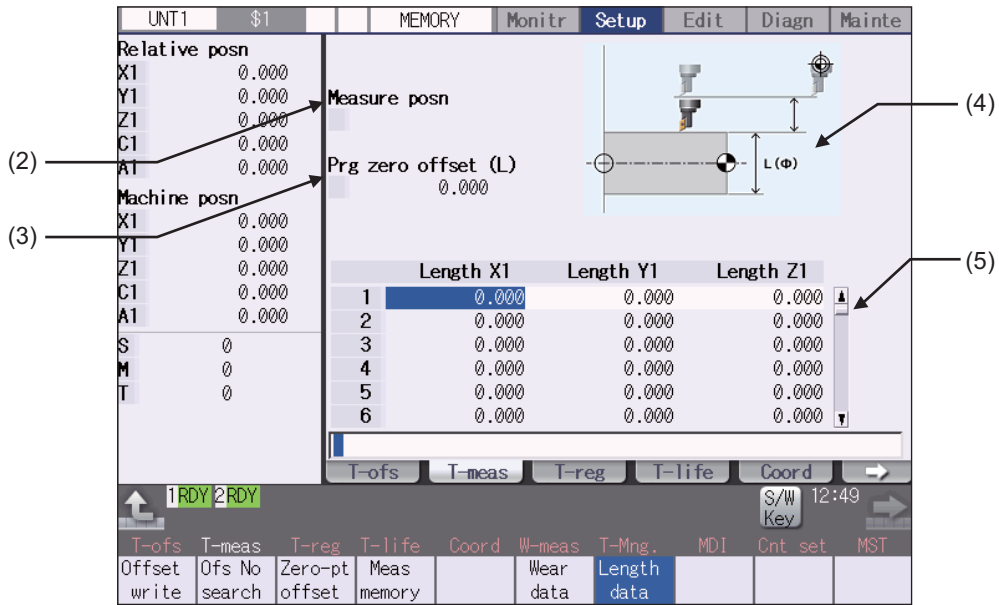 UNT1 $1 MEMORY Monitr Setup Edit Diagn Mainte
Relative posn
X1 0.000
Y1 0.000
Z1 0.000
C1 0.000
A1 0.000
Machine posn
X1 0.000
Y1 0.000
Z1 0.000
C1 0.000
A1 0.000
S 0
M 0
T 0
(2)
(3)
Measure posn
Prg zero offset (L)
0.000
L(Φ)
(4)
(5)
Length X1 Length Y1 Length Z1
1 0.000 0.000 0.000
2 0.000 0.000 0.000
3 0.000 0.000 0.000
4 0.000 0.000 0.000
5 0.000 0.000 0.000
6 0.000 0.000 0.000
T-ofs T-meas T-reg T-life Coord
1RDY 2RDY S/W Key 12:49
T-ofs T-meas T-reg T-life Coord W-meas T-Mng. MDI Cnt set MST
Offset write
Ofs No search
Zero-pt offset
Meas memory
Wear data
Length data